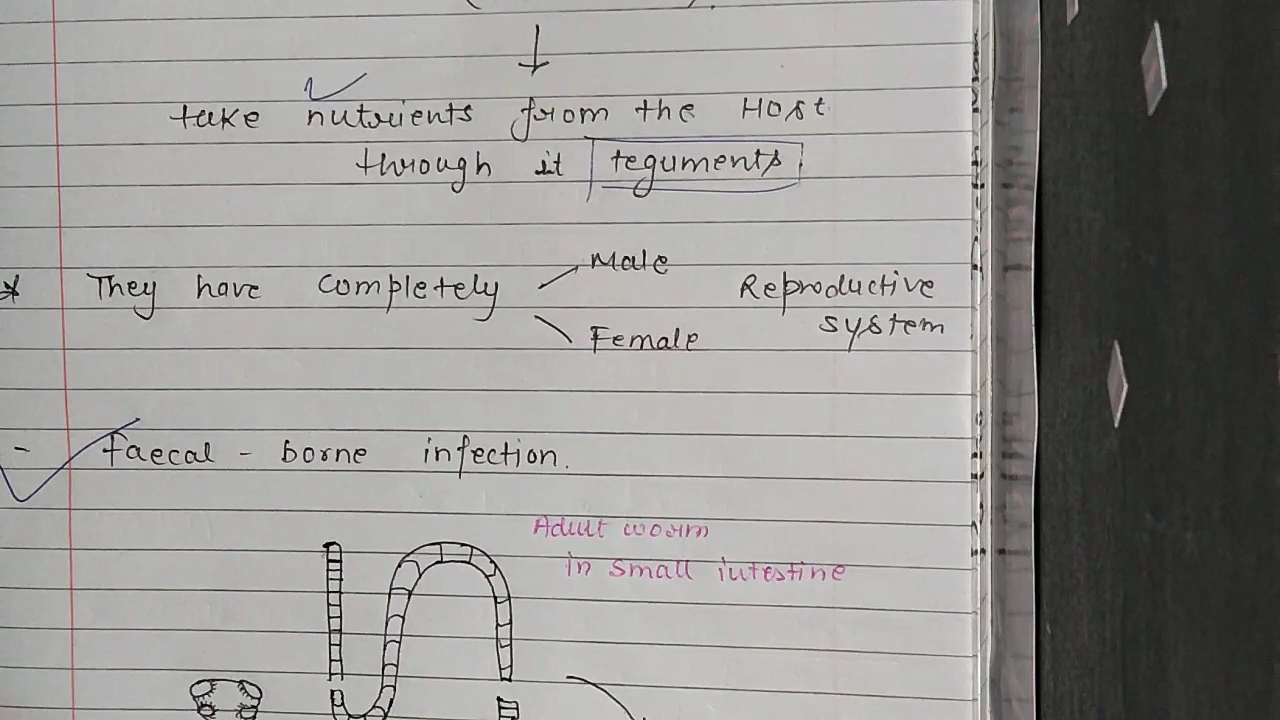 take nutrients from the Host
through it teguments
* They have completely Male Female Reproductive system
- Faecal - borne infection.
Adult worm
in small intestine